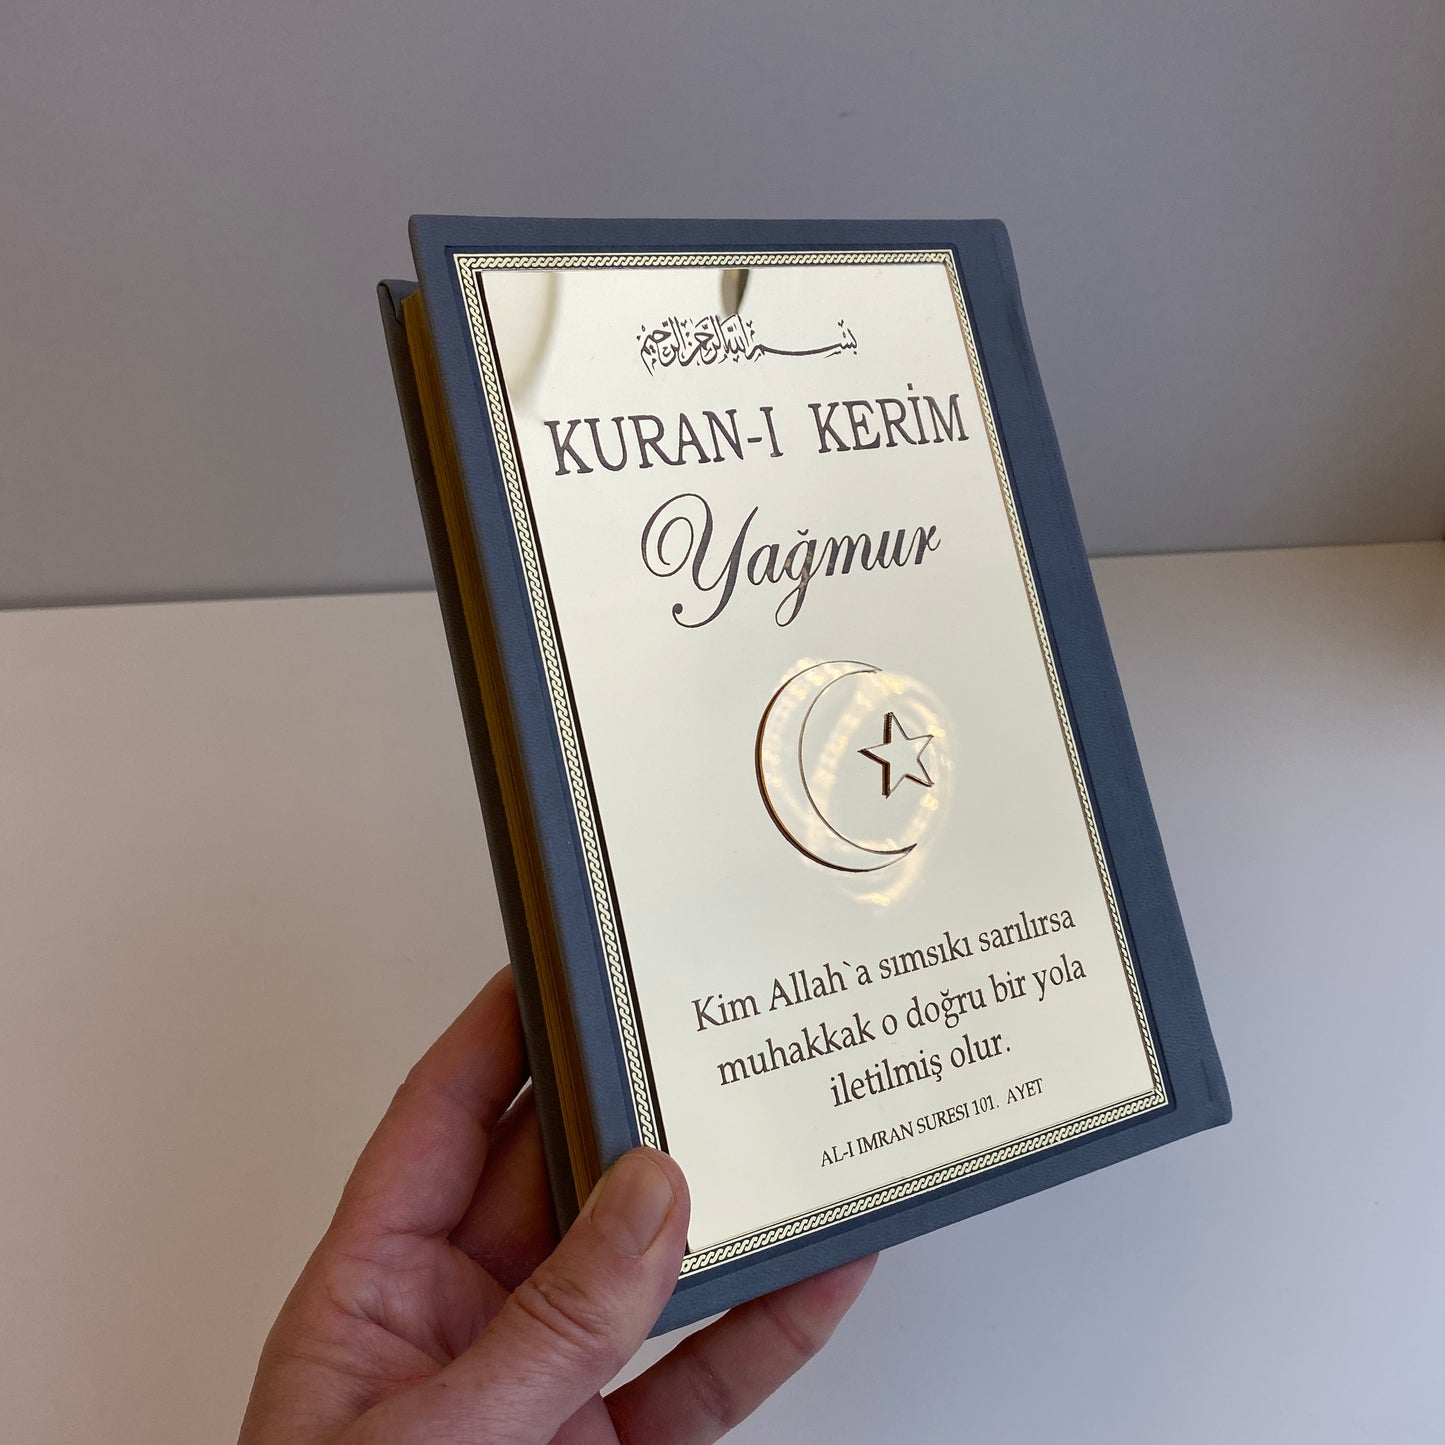 بسم الله الرحمن الرحيم
KURAN-I KERİM
Yağmur
Kim Allah`a sımsıkı sarılırsa
muhakkak o doğru bir yola
iletilmiş olur.
AL-I IMRAN SURESI 101. AYET